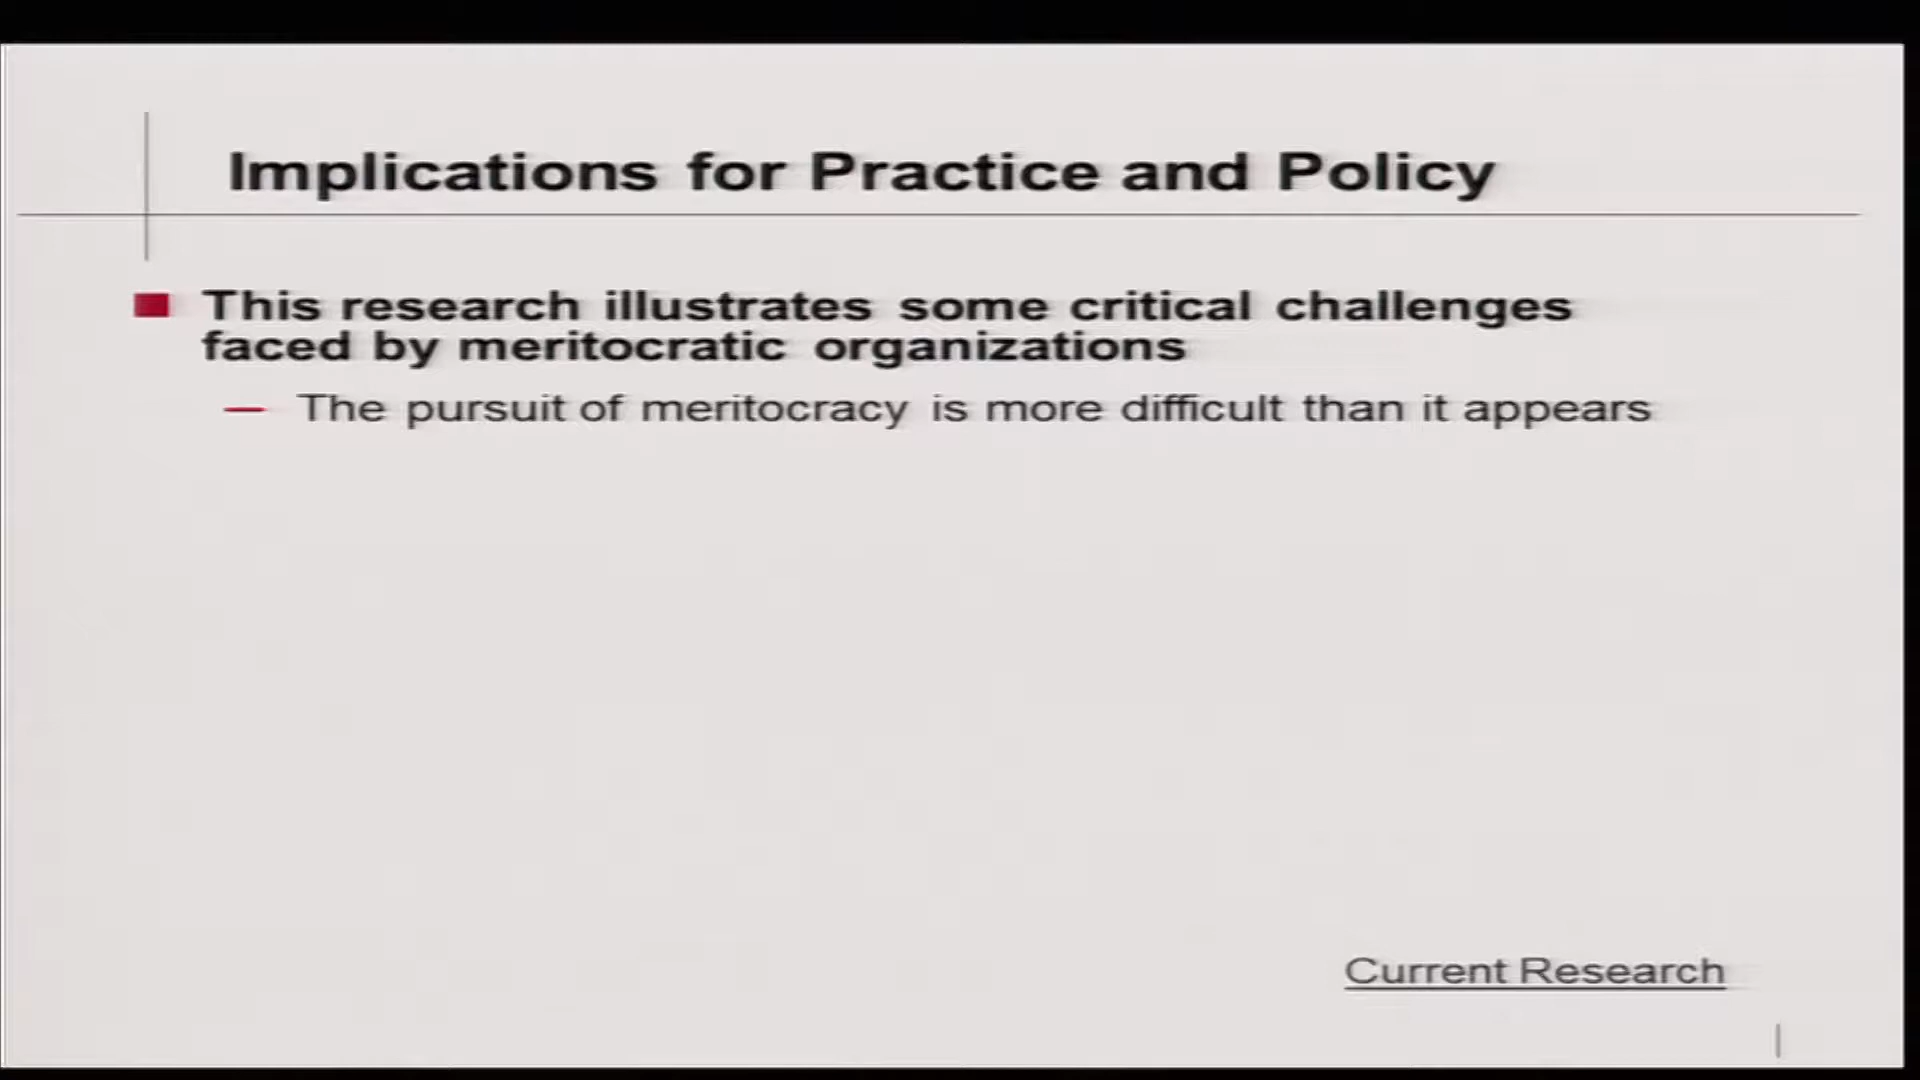 Implications for Practice and Policy
This research illustrates some critical challenges
faced by meritocratic organizations
— The pursuit of meritocracy is more difficult than it appears
Current Research